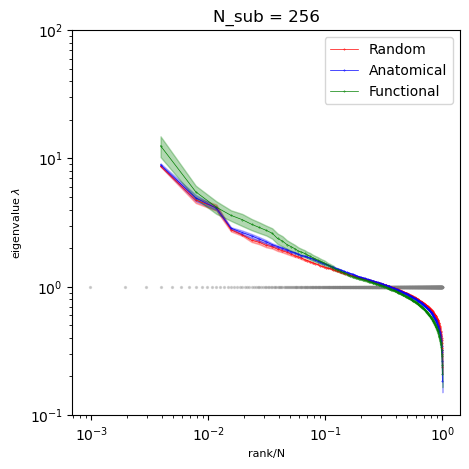 N_sub = 256
10²
Random
Anatomical
Functional
10¹
eigenvalue λ
10⁰
10⁻¹
10⁻³
10⁻²
10⁻¹
10⁰
rank/N